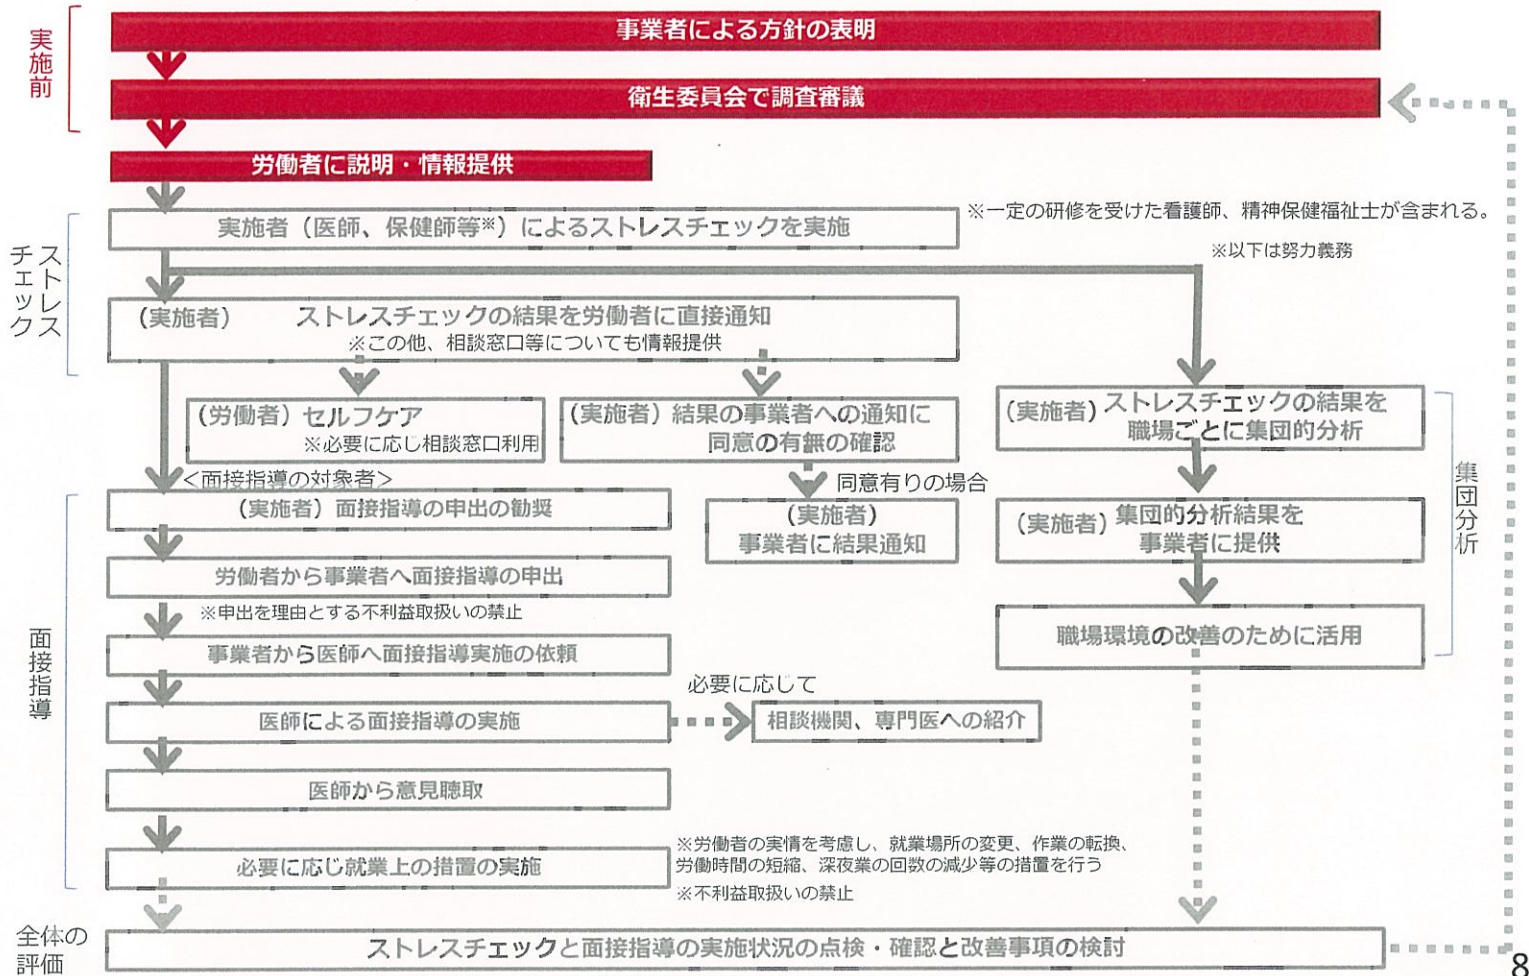 実施前
事業者による方針の表明
衛生委員会で調査審議
労働者に説明・情報提供
ストレス
チェック
実施者（医師、保健師等※）によるストレスチェックを実施
※一定の研修を受けた看護師、精神保健福祉士が含まれる。
※以下は努力義務
（実施者）　ストレスチェックの結果を労働者に直接通知
※この他、相談窓口等についても情報提供
（労働者）セルフケア
※必要に応じ相談窓口利用
（実施者）結果の事業者への通知に
同意の有無の確認
同意有りの場合
（実施者）
事業者に結果通知
集団分析
（実施者）ストレスチェックの結果を
職場ごとに集団的分析
（実施者）集団的分析結果を
事業者に提供
職場環境の改善のために活用
面接指導
＜面接指導の対象者＞
（実施者）面接指導の申出の勧奨
労働者から事業者へ面接指導の申出
※申出を理由とする不利益取扱いの禁止
事業者から医師へ面接指導実施の依頼
医師による面接指導の実施
必要に応じて
相談機関、専門医への紹介
医師から意見聴取
必要に応じ就業上の措置の実施
※労働者の実情を考慮し、就業場所の変更、作業の転換、
労働時間の短縮、深夜業の回数の減少等の措置を行う
※不利益取扱いの禁止
全体の
評価
ストレスチェックと面接指導の実施状況の点検・確認と改善事項の検討
8